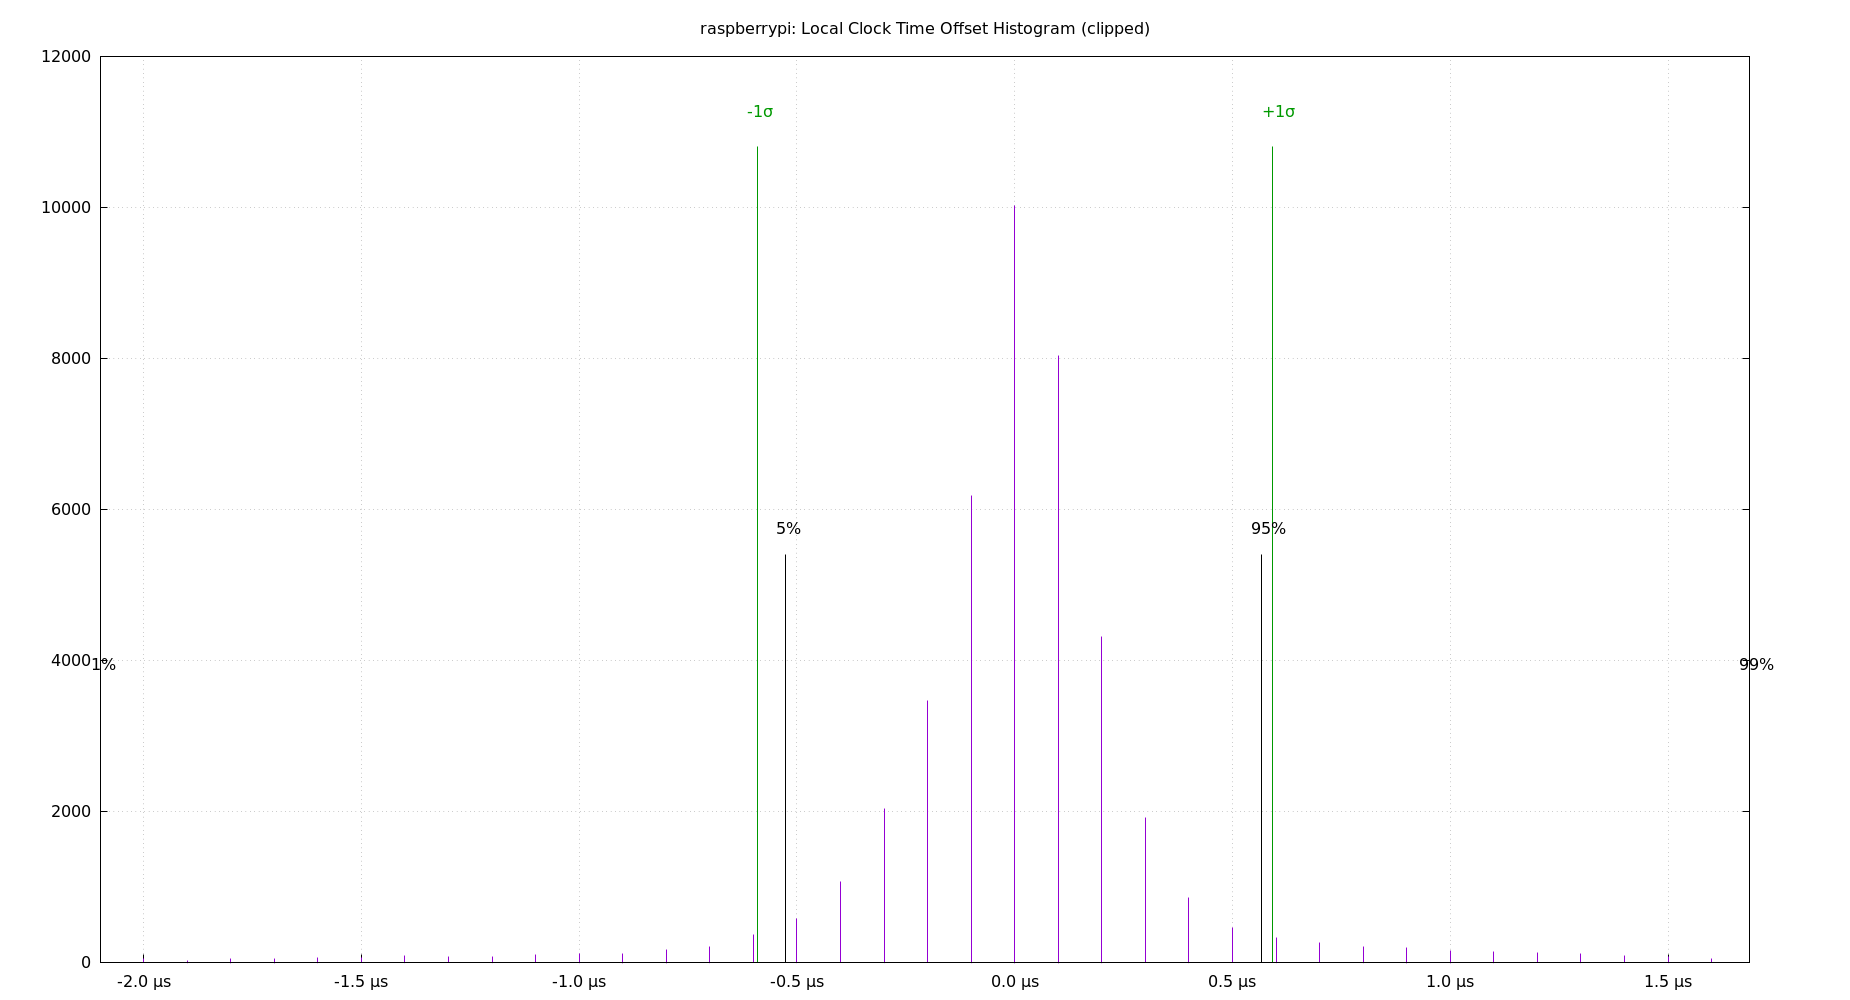 raspberrypi: Local Clock Time Offset Histogram (clipped)
12000
-1σ
+1σ
10000
8000
6000
5%
95%
4000
1%
99%
2000
0
-2.0 µs
-1.5 µs
-1.0 µs
-0.5 µs
0.0 µs
0.5 µs
1.0 µs
1.5 µs